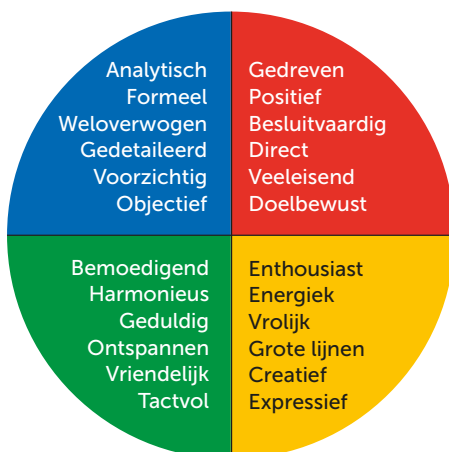 Analytisch
Formeel
Weloverwogen
Gedetaileerd
Voorzichtig
Objectief
Gedreven
Positief
Besluitvaardig
Direct
Veeleisend
Doelbewust
Bemoedigend
Harmonieus
Geduldig
Ontspannen
Vriendelijk
Tactvol
Enthousiast
Energiek
Vrolijk
Grote lijnen
Creatief
Expressief